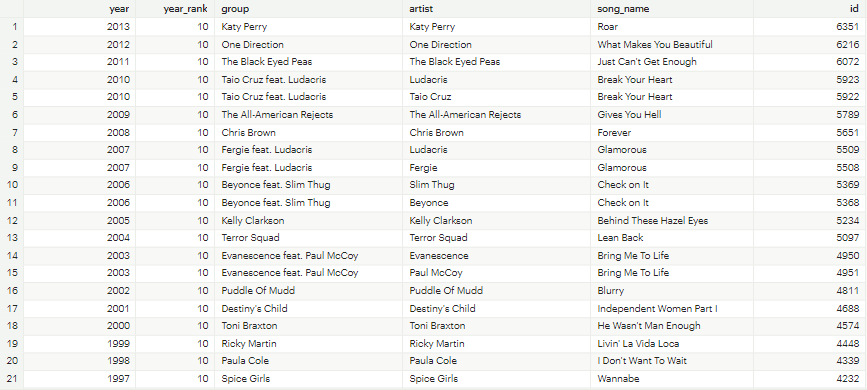 year year_rank group artist song_name id
1 2013 10 Katy Perry Katy Perry Roar 6351
2 2012 10 One Direction One Direction What Makes You Beautiful 6216
3 2011 10 The Black Eyed Peas The Black Eyed Peas Just Can't Get Enough 6072
4 2010 10 Taio Cruz feat. Ludacris Ludacris Break Your Heart 5923
5 2010 10 Taio Cruz feat. Ludacris Taio Cruz Break Your Heart 5922
6 2009 10 The All-American Rejects The All-American Rejects Gives You Hell 5789
7 2008 10 Chris Brown Chris Brown Forever 5651
8 2007 10 Fergie feat. Ludacris Ludacris Glamorous 5509
9 2007 10 Fergie feat. Ludacris Fergie Glamorous 5508
10 2006 10 Beyonce feat. Slim Thug Slim Thug Check on It 5369
11 2006 10 Beyonce feat. Slim Thug Beyonce Check on It 5368
12 2005 10 Kelly Clarkson Kelly Clarkson Behind These Hazel Eyes 5234
13 2004 10 Terror Squad Terror Squad Lean Back 5097
14 2003 10 Evanescence feat. Paul McCoy Evanescence Bring Me To Life 4950
15 2003 10 Evanescence feat. Paul McCoy Paul McCoy Bring Me To Life 4951
16 2002 10 Puddle Of Mudd Puddle Of Mudd Blurry 4811
17 2001 10 Destiny's Child Destiny's Child Independent Women Part I 4688
18 2000 10 Toni Braxton Toni Braxton He Wasn't Man Enough 4574
19 1999 10 Ricky Martin Ricky Martin Livin' La Vida Loca 4448
20 1998 10 Paula Cole Paula Cole I Don't Want To Wait 4339
21 1997 10 Spice Girls Spice Girls Wannabe 4232